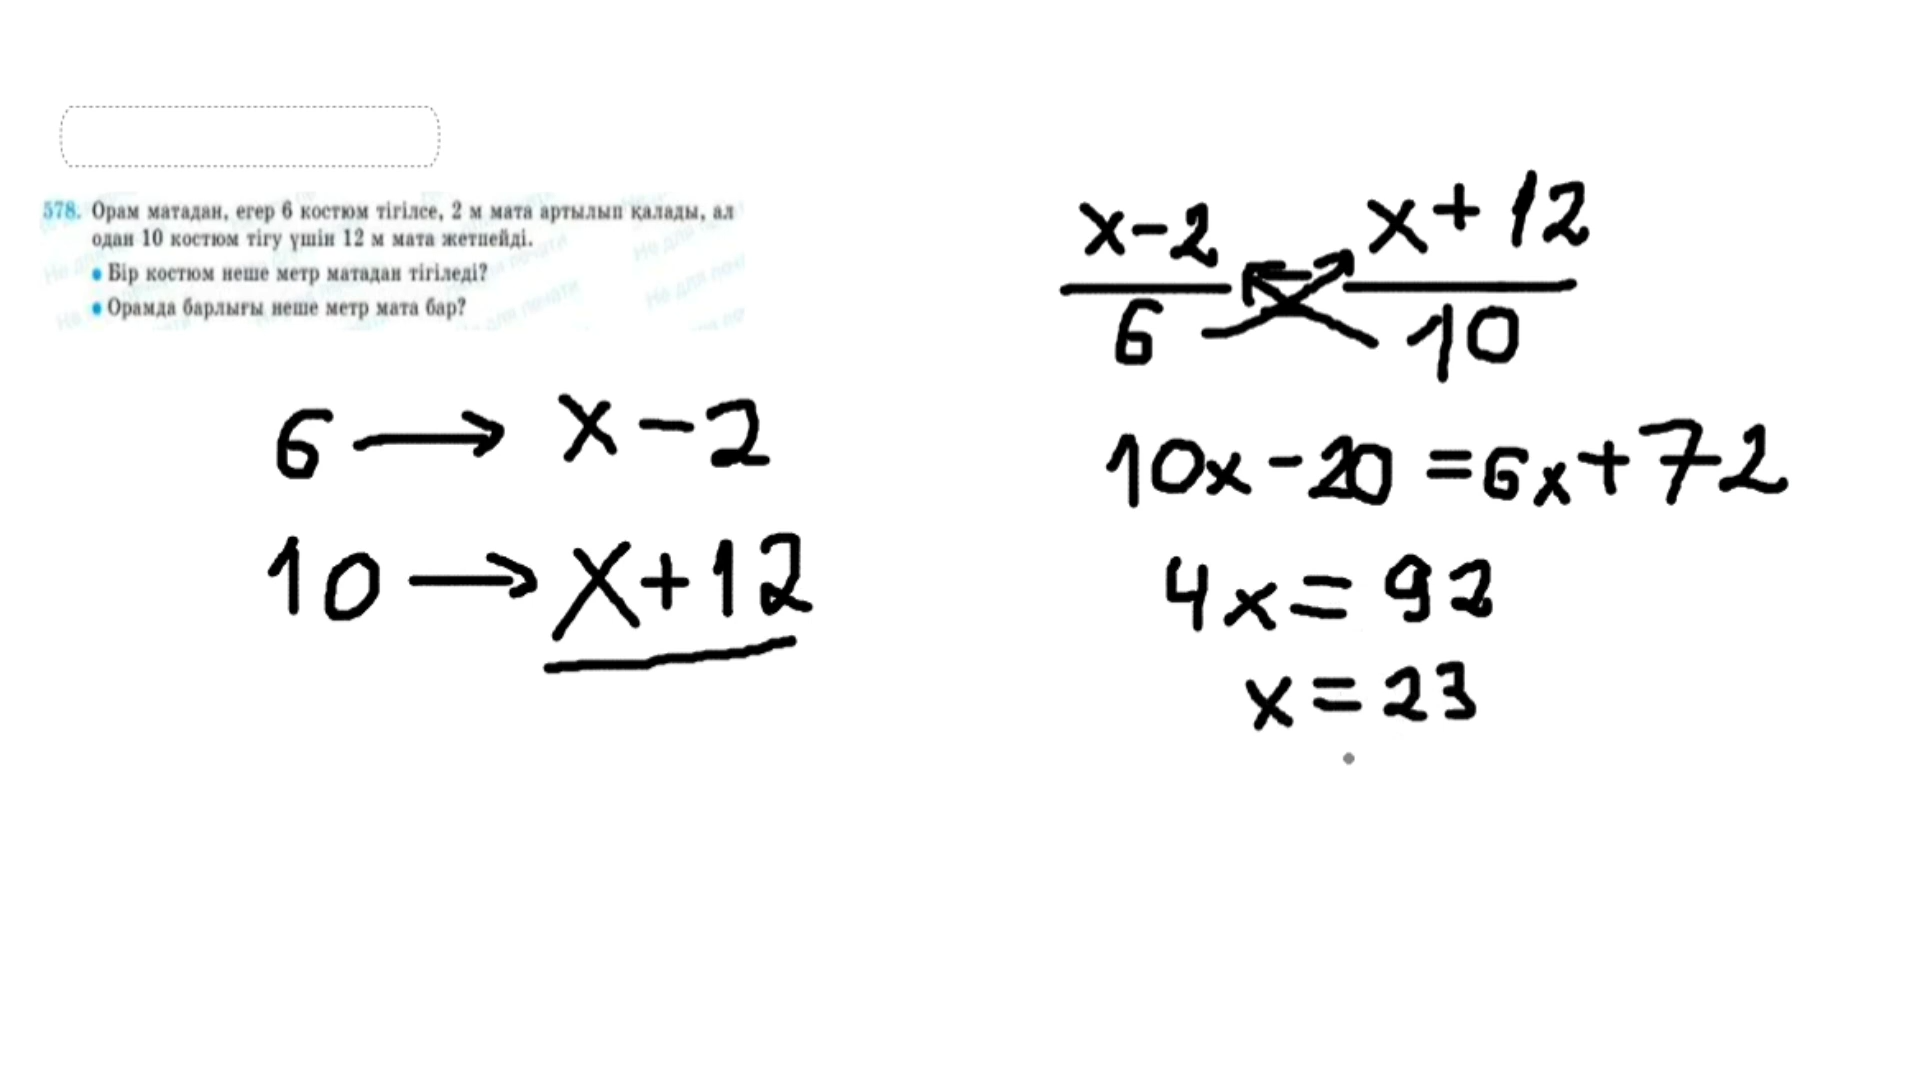 578. Орам матадан, егер 6 костюм тігілсе, 2 м мата артылып қалады, ал
одан 10 костюм тігу үшін 12 м мата жетпейді.
• Бір костюм неше метр матадан тігіледі?
• Орамда барлығы неше метр мата бар?
6 → x - 2
10 → x + 12
x - 2 x + 12
6 10
10x - 20 = 6x + 72
4x = 92
x = 23